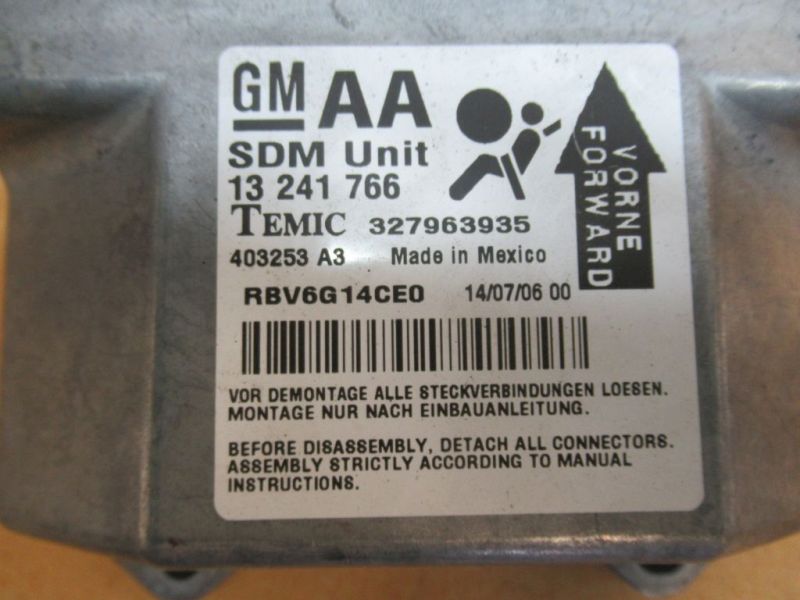 GM AA
SDM Unit
13 241 766
TEMIC 327963935
403253 A3 Made in Mexico
RBV6G14CE0 14/07/06 00
VORNE
FORWARD
VOR DEMONTAGE ALLE STECKVERBINDUNGEN LOESEN.
MONTAGE NUR NACH EINBAUANLEITUNG.
BEFORE DISASSEMBLY, DETACH ALL CONNECTORS.
ASSEMBLY STRICTLY ACCORDING TO MANUAL
INSTRUCTIONS.